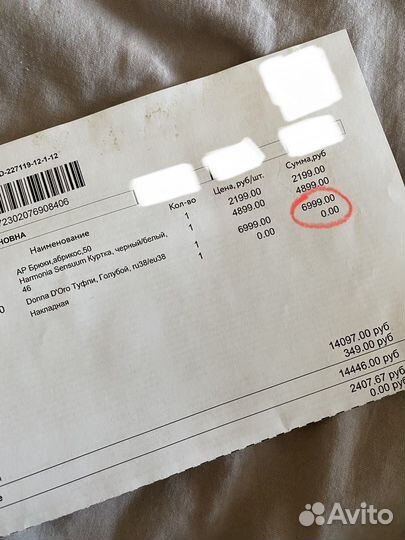 D-227119-12-1-12
72302076908406
ОВНА Наименование Кол-во Цена, руб/шт. Сумма,руб
AP Брюки,абрикос,50 1 2199.00 2199.00
Harmonia Sensuum Куртка, черный/белый, 1 4899.00 4899.00
46
0 Donna D'Oro Туфли, Голубой, ru38/eu38 1 6999.00 6999.00
Накладная 1 0.00 0.00
14097.00 руб
349.00 руб
14446.00 руб
2407.67 руб
0.00 руб
Avito